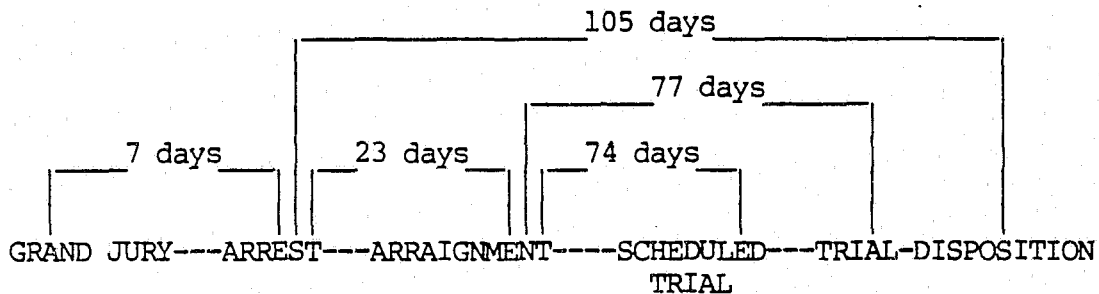 105 days
77 days
7 days 23 days 74 days
GRAND JURY---ARREST---ARRAIGNMENT----SCHEDULED---TRIAL-DISPOSITION
TRIAL